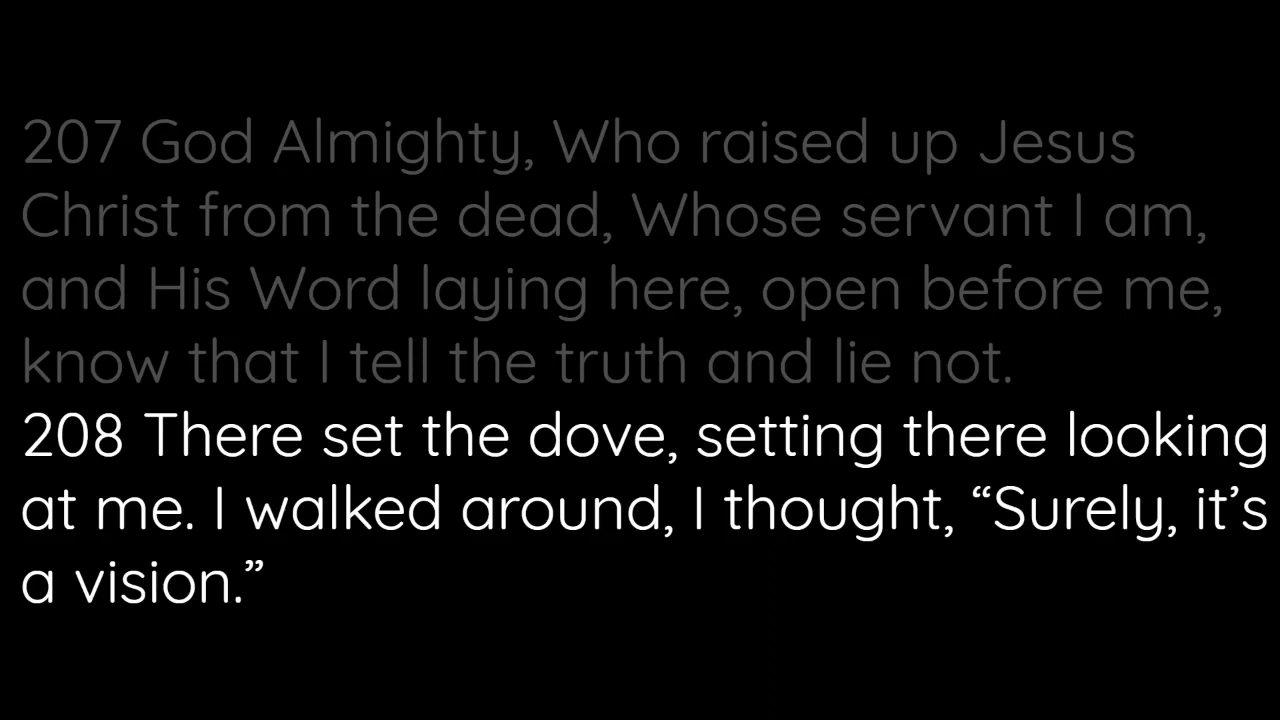 207 God Almighty, Who raised up Jesus
Christ from the dead, Whose servant I am,
and His Word laying here, open before me,
know that I tell the truth and lie not.
208 There set the dove, setting there looking
at me. I walked around, I thought, “Surely, it’s
a vision.”